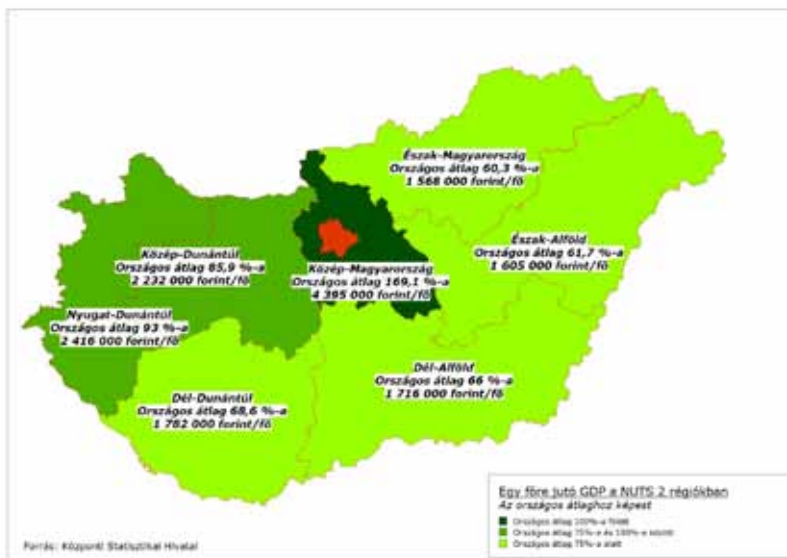 Észak-Magyarország
Országos átlag 60,3 %-a
1 568 000 forint/fő
Észak-Alföld
Országos átlag 61,7 %-a
1 605 000 forint/fő
Közép-Dunántúl
Országos átlag 85,9 %-a
2 232 000 forint/fő
Közép-Magyarország
Országos átlag 169,1 %-a
4 395 000 forint/fő
Nyugat-Dunántúl
Országos átlag 93 %-a
2 416 000 forint/fő
Dél-Alföld
Országos átlag 66 %-a
1 716 000 forint/fő
Dél-Dunántúl
Országos átlag 68,6 %-a
1 782 000 forint/fő
Egy főre jutó GDP a NUTS 2 régiókban
Az országos átlaghoz képest
Országos átlag 100%-a felett
Országos átlag 75%-a és 100%-a között
Országos átlag 75%-a alatt
Forrás: Központi Statisztikai Hivatal